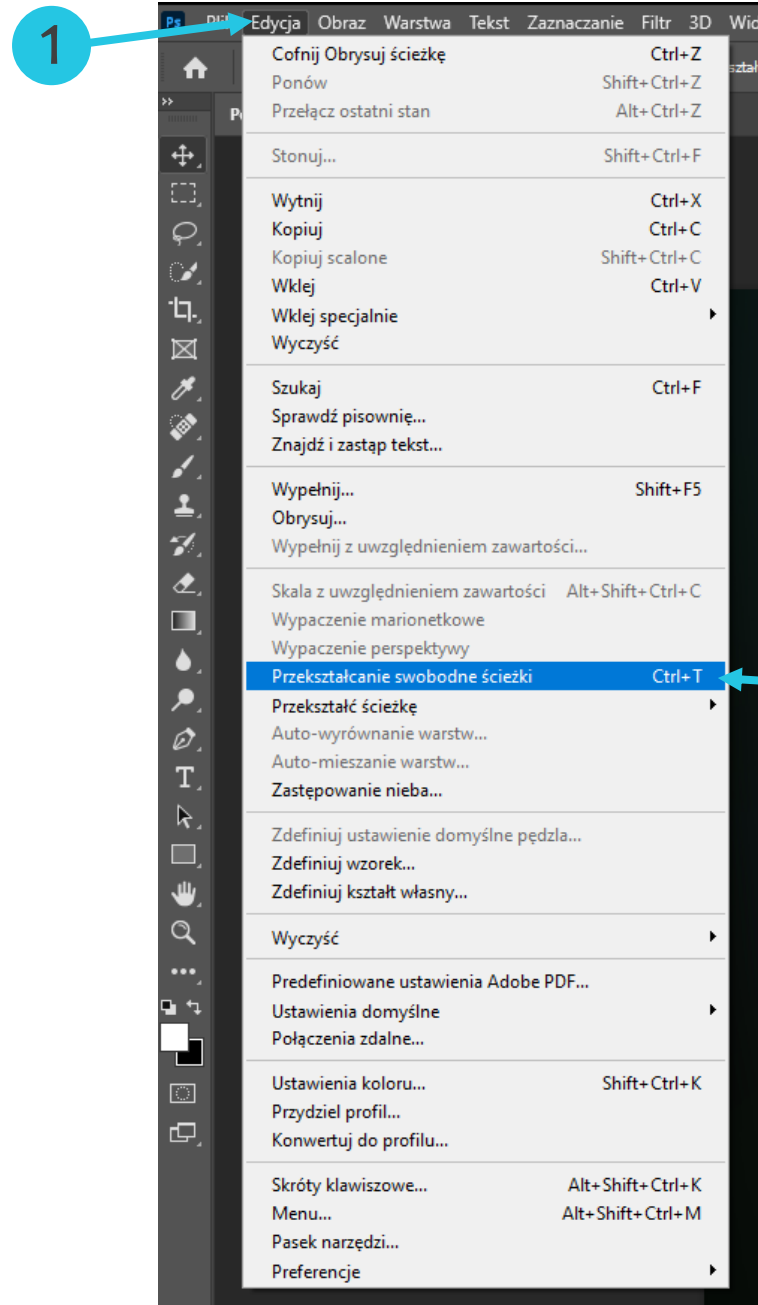 1
Ps Plik Edycja Obraz Warstwa Tekst Zaznaczanie Filtr 3D
Cofnij Obrysuj ścieżkę Ctrl+Z
Ponów Shift+Ctrl+Z
Przełącz ostatni stan Alt+Ctrl+Z
Stonuj... Shift+Ctrl+F
Wytnij Ctrl+X
Kopiuj Ctrl+C
Kopiuj scalone Shift+Ctrl+C
Wklej Ctrl+V
Wklej specjalnie
Wyczyść
Szukaj Ctrl+F
Sprawdź pisownię...
Znajdź i zastąp tekst...
Wypełnij... Shift+F5
Obrysuj...
Wypełnij z uwzględnieniem zawartości...
Skala z uwzględnieniem zawartości Alt+Shift+Ctrl+C
Wypaczenie marionetkowe
Wypaczenie perspektywy
Przekształcanie swobodne ścieżki Ctrl+T
Przekształć ścieżkę
Auto-wyrównanie warstw...
Auto-mieszanie warstw...
Zastępowanie nieba...
Zdefiniuj ustawienie domyślne pędzla...
Zdefiniuj wzorek...
Zdefiniuj kształt własny...
Wyczyść
Predefiniowane ustawienia Adobe PDF...
Ustawienia domyślne
Połączenia zdalne...
Ustawienia koloru... Shift+Ctrl+K
Przydziel profil...
Konwertuj do profilu...
Skróty klawiszowe... Alt+Shift+Ctrl+K
Menu... Alt+Shift+Ctrl+M
Pasek narzędzi...
Preferencje